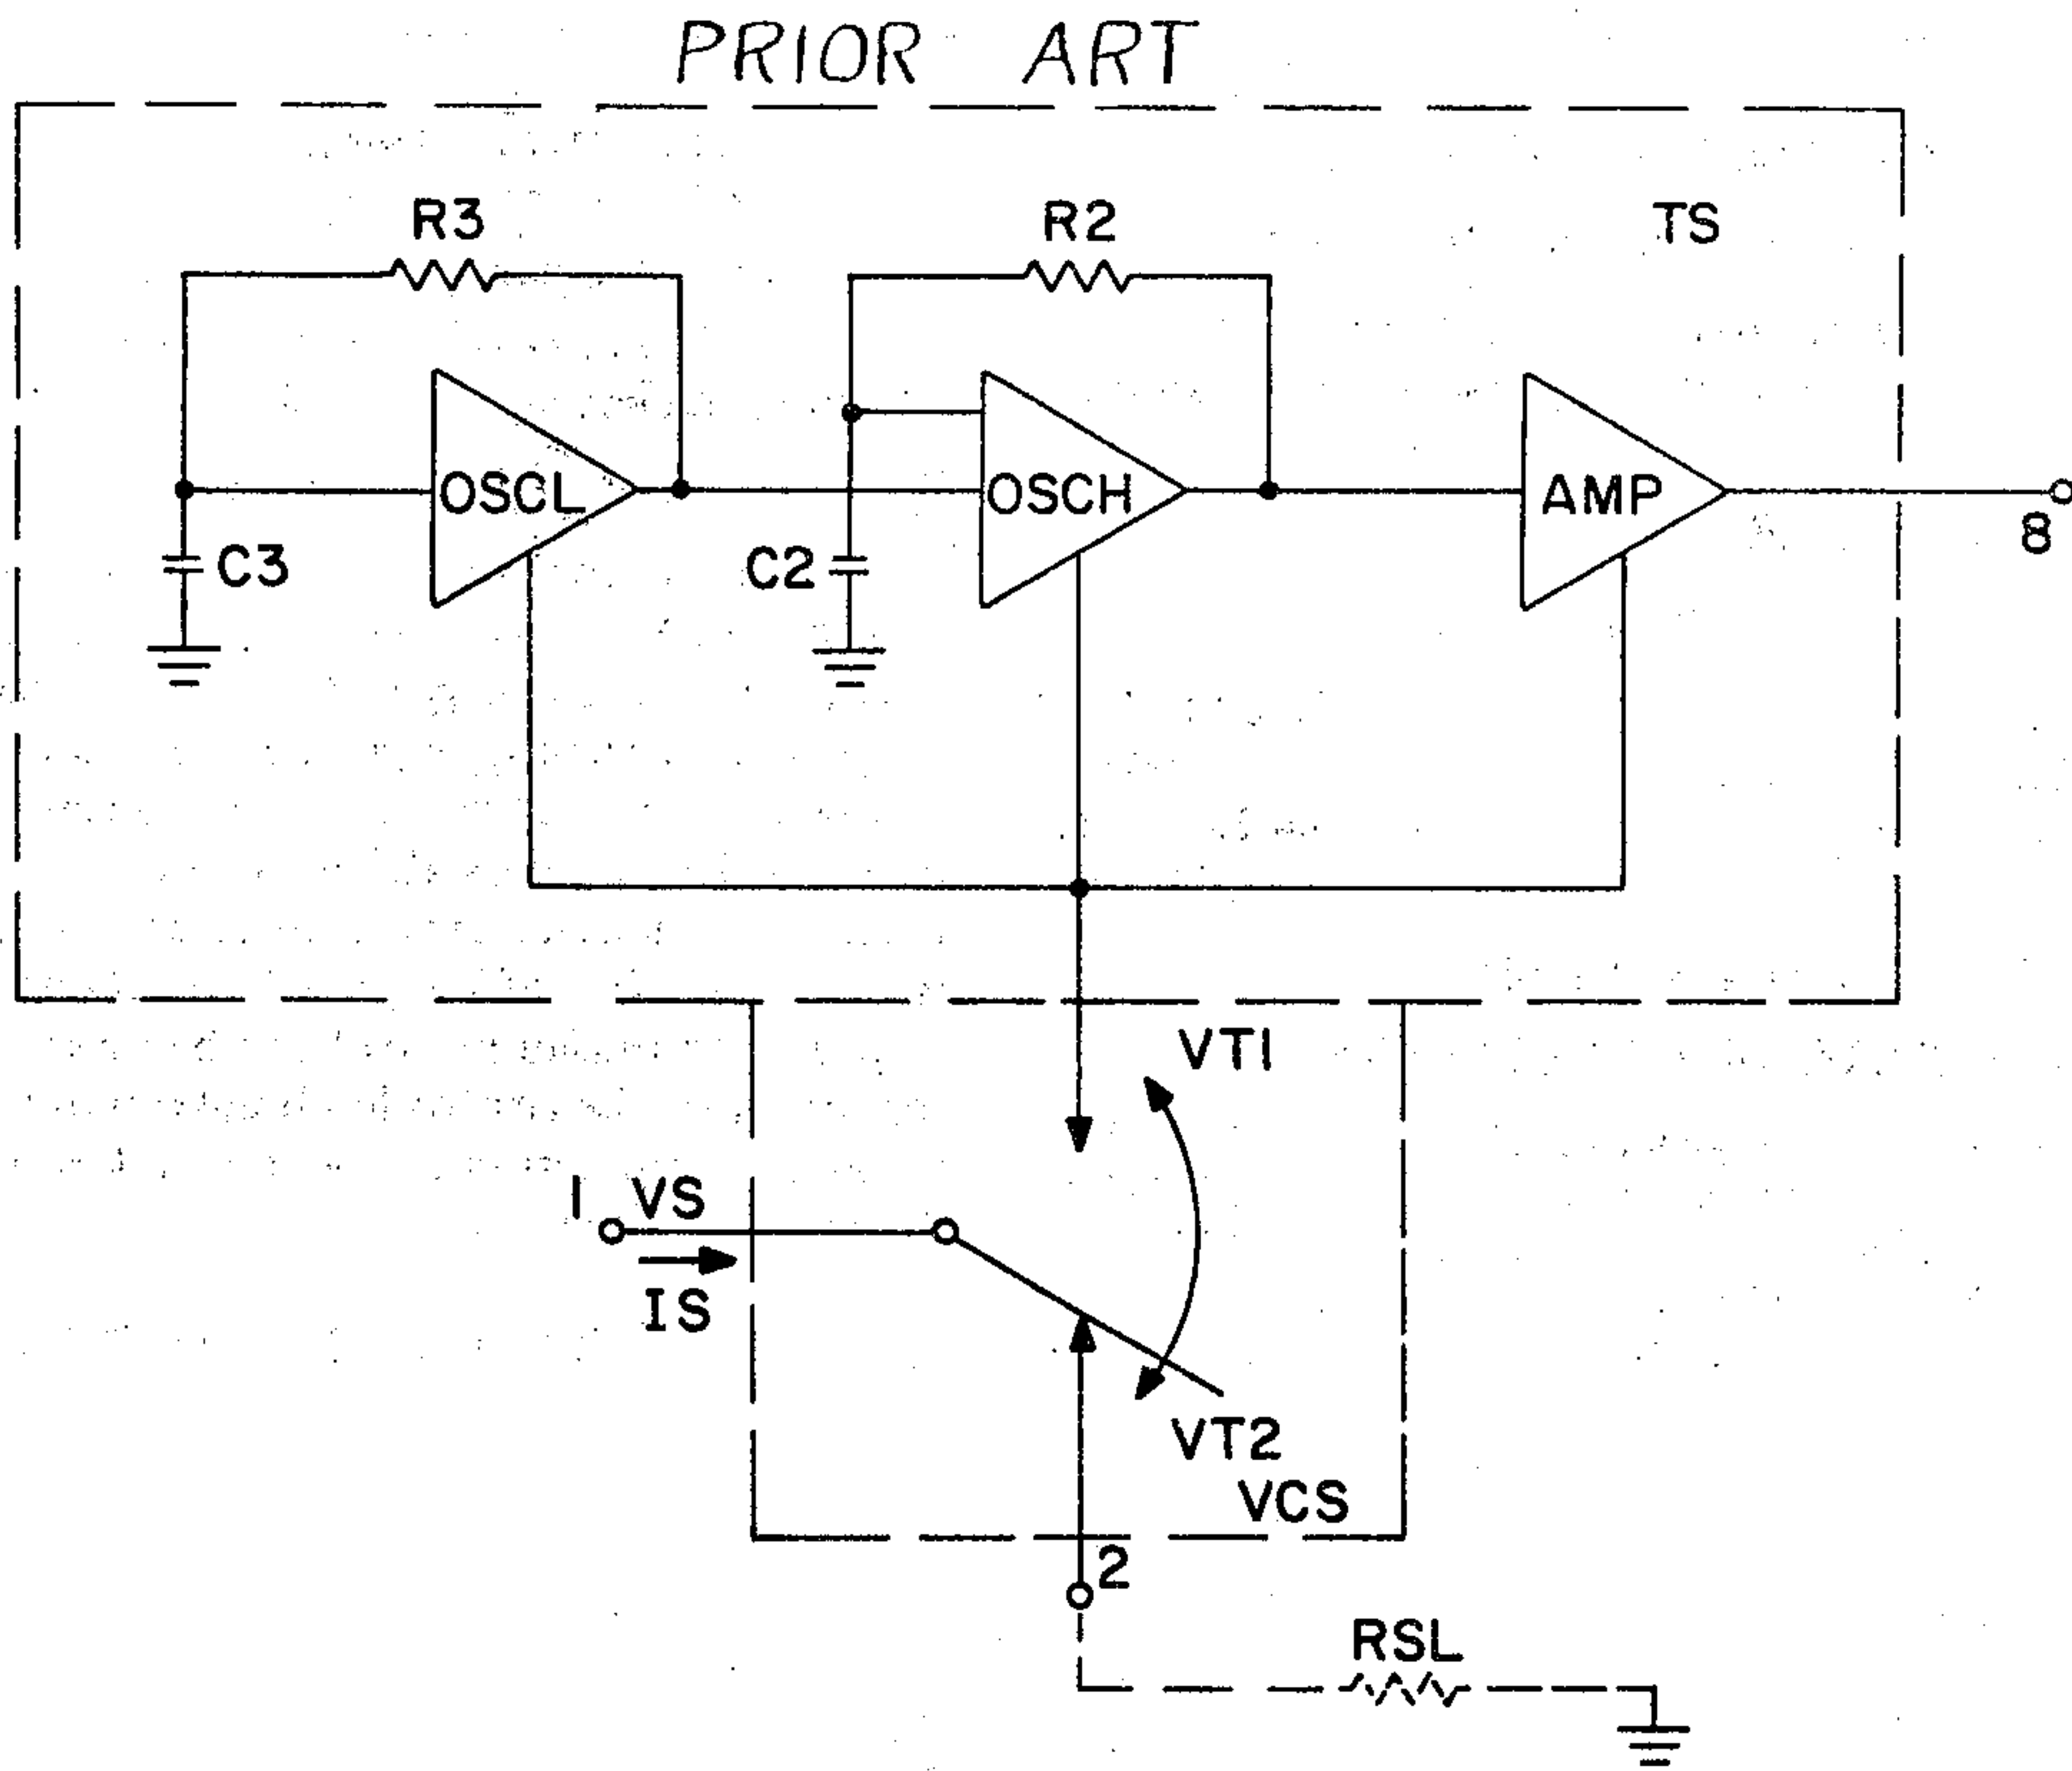 PRIOR ART
R3
R2
TS
OSCL
OSCH
AMP
C3
C2
8
VT1
1
VS
IS
VT2
VCS
2
RSL